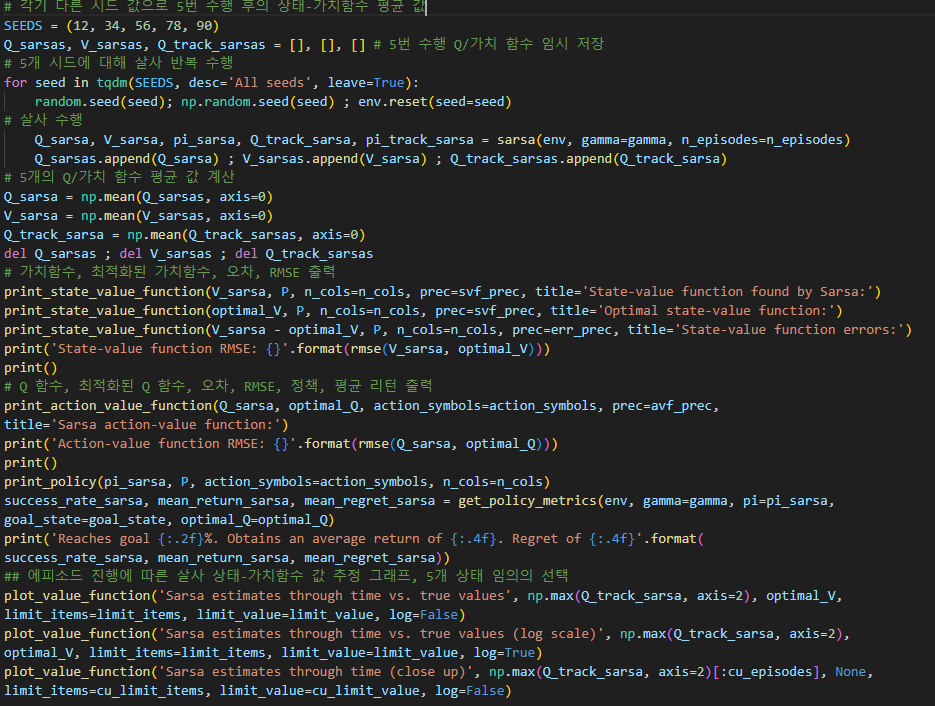 # 각기 다른 시드 값으로 5번 수행 후의 상태-가치함수 평균 값
SEEDS = (12, 34, 56, 78, 90)
Q_sarsas, V_sarsas, Q_track_sarsas = [], [], [] # 5번 수행 Q/가치 함수 임시 저장
# 5개 시드에 대해 살사 반복 수행
for seed in tqdm(SEEDS, desc='All seeds', leave=True):
    random.seed(seed); np.random.seed(seed) ; env.reset(seed=seed)
# 살사 수행
    Q_sarsa, V_sarsa, pi_sarsa, Q_track_sarsa, pi_track_sarsa = sarsa(env, gamma=gamma, n_episodes=n_episodes)
    Q_sarsas.append(Q_sarsa) ; V_sarsas.append(V_sarsa) ; Q_track_sarsas.append(Q_track_sarsa)
# 5개의 Q/가치 함수 평균 값 계산
Q_sarsa = np.mean(Q_sarsas, axis=0)
V_sarsa = np.mean(V_sarsas, axis=0)
Q_track_sarsa = np.mean(Q_track_sarsas, axis=0)
del Q_sarsas ; del V_sarsas ; del Q_track_sarsas
# 가치함수, 최적화된 가치함수, 오차, RMSE 출력
print_state_value_function(V_sarsa, P, n_cols=n_cols, prec=svf_prec, title='State-value function found by Sarsa:')
print_state_value_function(optimal_V, P, n_cols=n_cols, prec=svf_prec, title='Optimal state-value function:')
print_state_value_function(V_sarsa - optimal_V, P, n_cols=n_cols, prec=err_prec, title='State-value function errors:')
print('State-value function RMSE: {}'.format(rmse(V_sarsa, optimal_V)))
print()
# Q 함수, 최적화된 Q 함수, 오차, RMSE, 정책, 평균 리턴 출력
print_action_value_function(Q_sarsa, optimal_Q, action_symbols=action_symbols, prec=avf_prec,
title='Sarsa action-value function:')
print('Action-value function RMSE: {}'.format(rmse(Q_sarsa, optimal_Q)))
print()
print_policy(pi_sarsa, P, action_symbols=action_symbols, n_cols=n_cols)
success_rate_sarsa, mean_return_sarsa, mean_regret_sarsa = get_policy_metrics(env, gamma=gamma, pi=pi_sarsa,
goal_state=goal_state, optimal_Q=optimal_Q)
print('Reaches goal {:.2f}%. Obtains an average return of {:.4f}. Regret of {:.4f}'.format(
success_rate_sarsa, mean_return_sarsa, mean_regret_sarsa))
## 에피소드 진행에 따른 살사 상태-가치함수 값 추정 그래프, 5개 상태 임의의 선택
plot_value_function('Sarsa estimates through time vs. true values', np.max(Q_track_sarsa, axis=2), optimal_V,
limit_items=limit_items, limit_value=limit_value, log=False)
plot_value_function('Sarsa estimates through time vs. true values (log scale)', np.max(Q_track_sarsa, axis=2),
optimal_V, limit_items=limit_items, limit_value=limit_value, log=True)
plot_value_function('Sarsa estimates through time (close up)', np.max(Q_track_sarsa, axis=2)[:cu_episodes], None,
limit_items=cu_limit_items, limit_value=cu_limit_value, log=False)